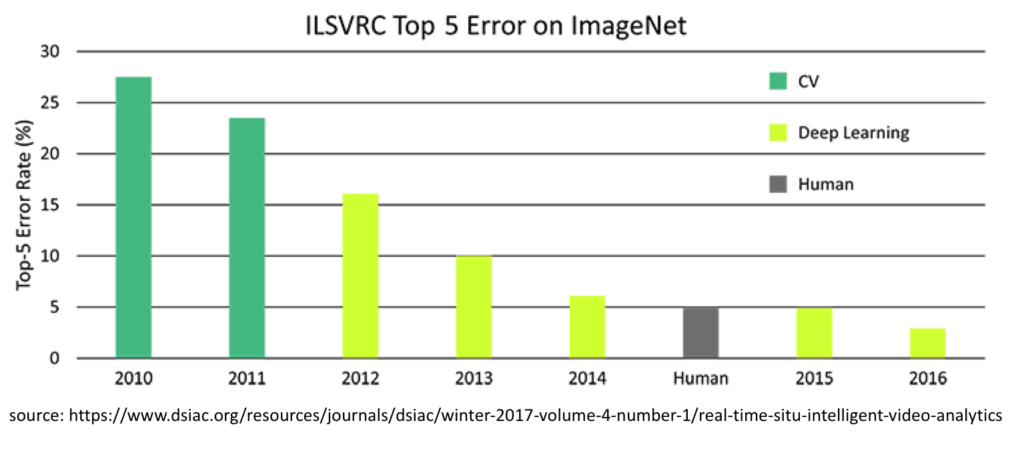 ILSVRC Top 5 Error on ImageNet
Top-5 Error Rate (%)
30
25
20
15
10
5
0
CV
Deep Learning
Human
2010 2011 2012 2013 2014 Human 2015 2016
source: https://www.dsiac.org/resources/journals/dsiac/winter-2017-volume-4-number-1/real-time-situ-intelligent-video-analytics